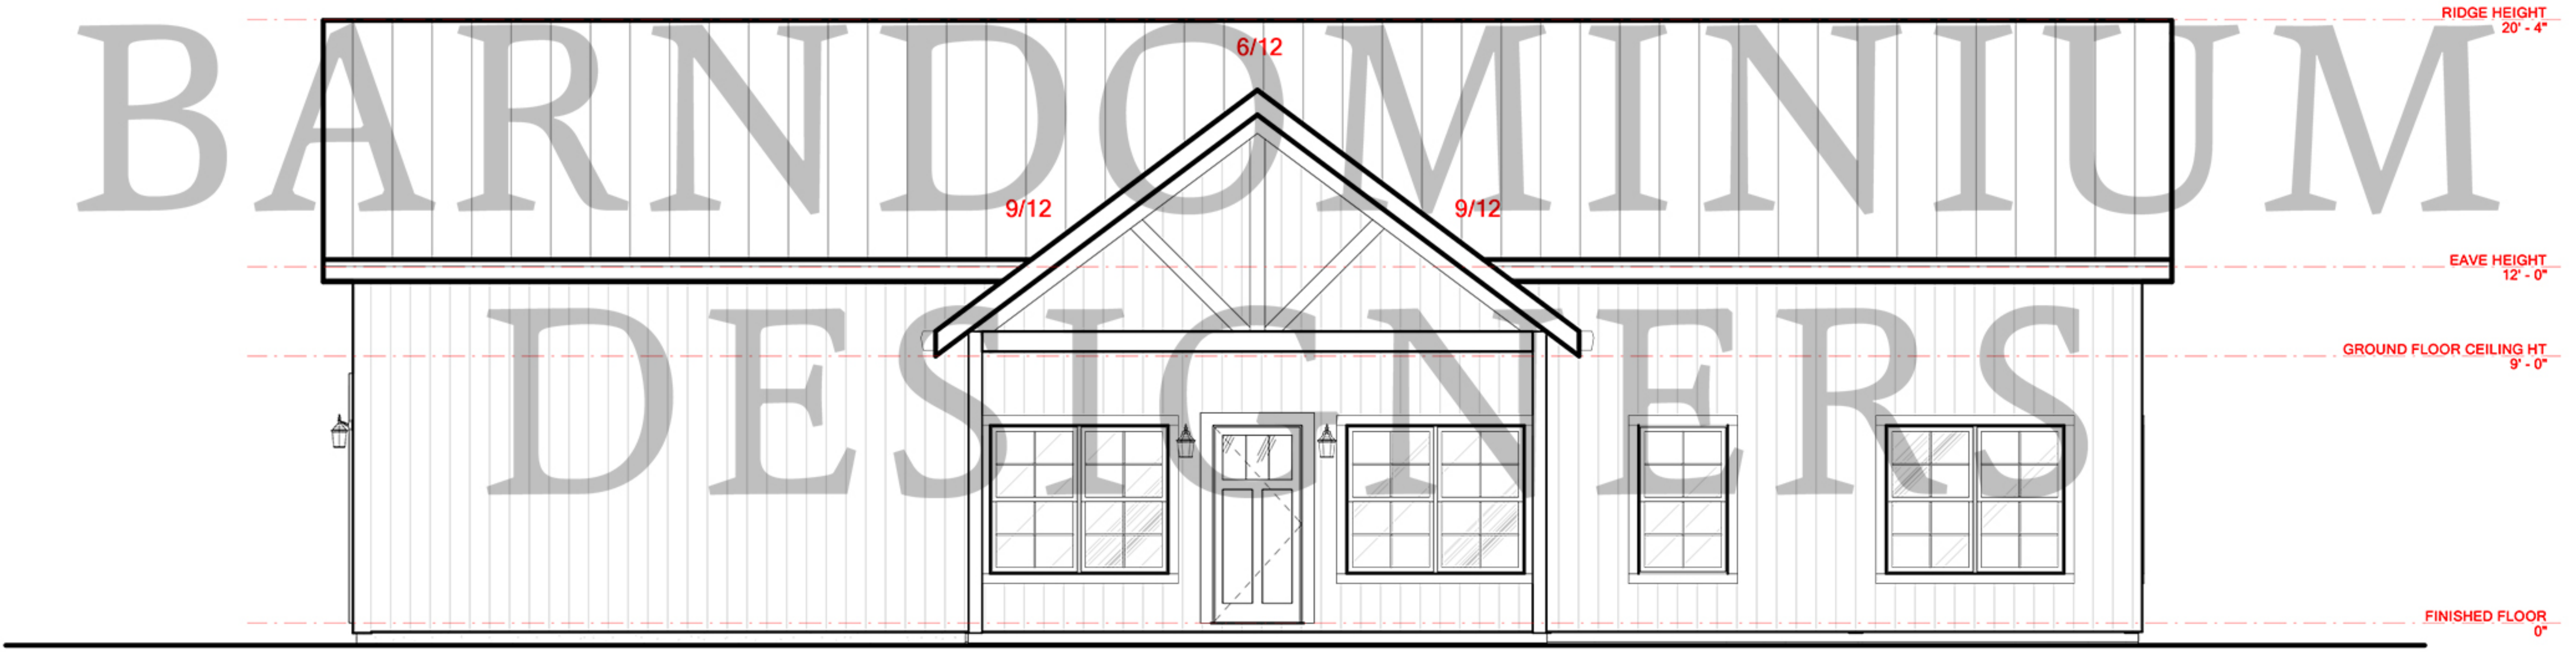 BARNDOMINIUM
DESIGNERS
RIDGE HEIGHT
20' - 4"
6/12
9/12
9/12
EAVE HEIGHT
12' - 0"
GROUND FLOOR CEILING HT
9' - 0"
FINISHED FLOOR
0"